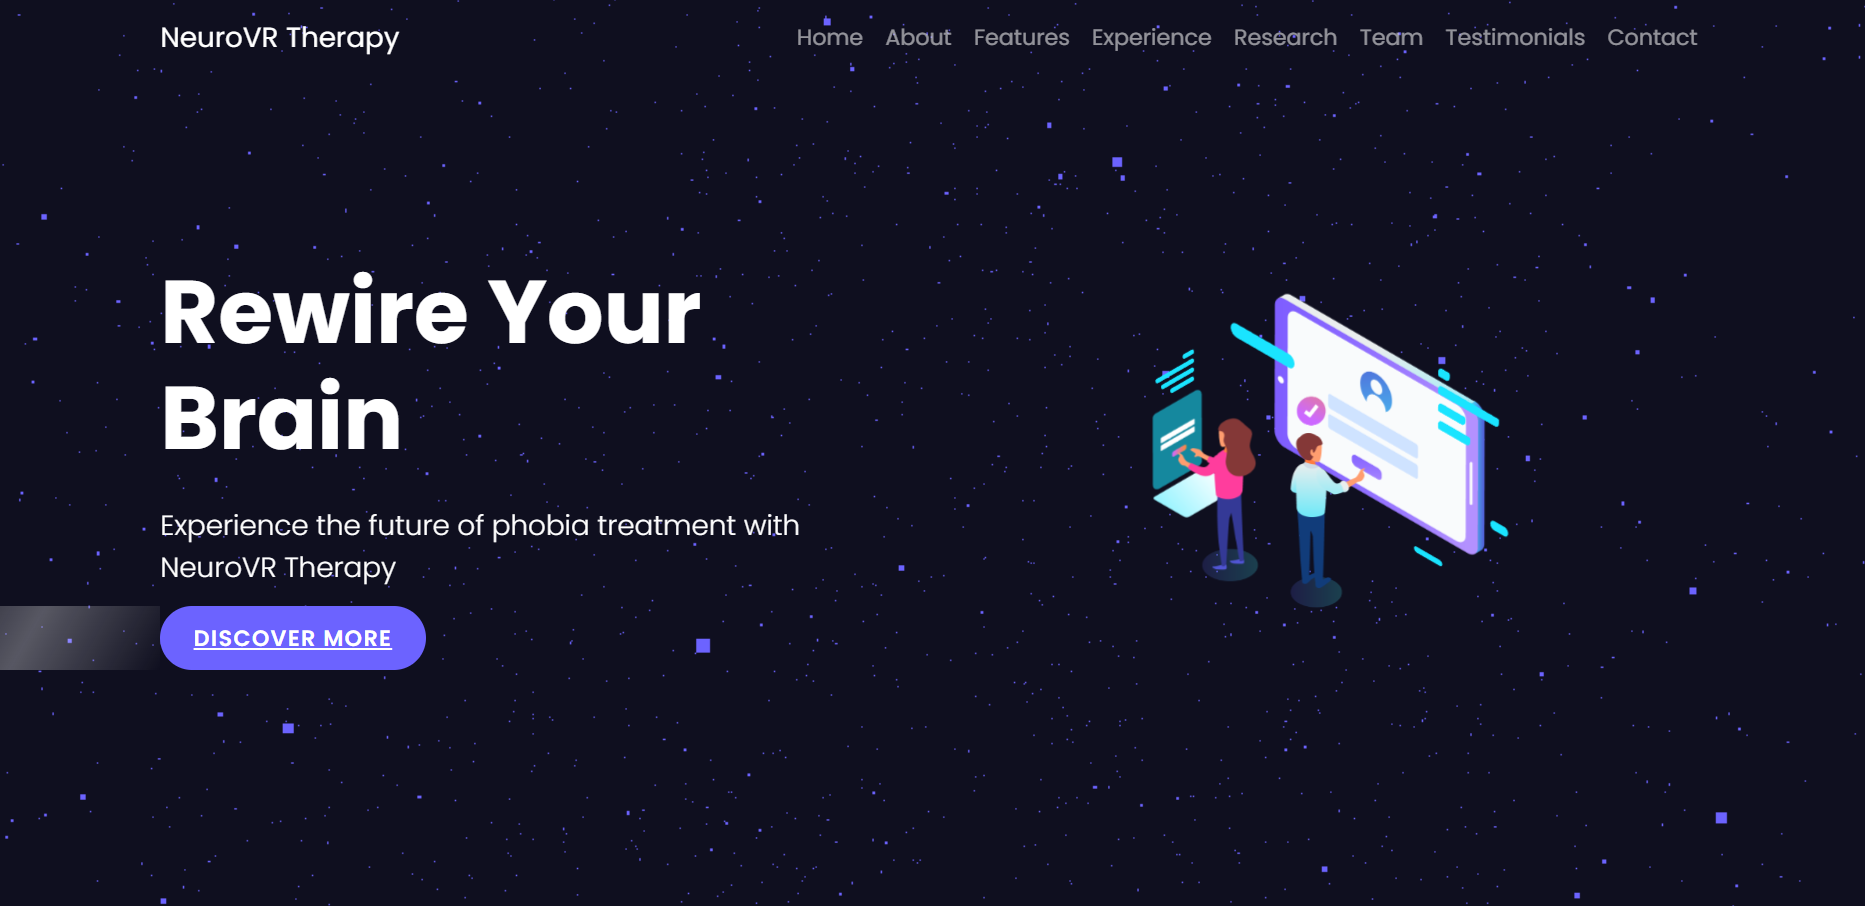 NeuroVR Therapy
Home About Features Experience Research Team Testimonials Contact
Rewire Your
Brain
Experience the future of phobia treatment with
NeuroVR Therapy
DISCOVER MORE